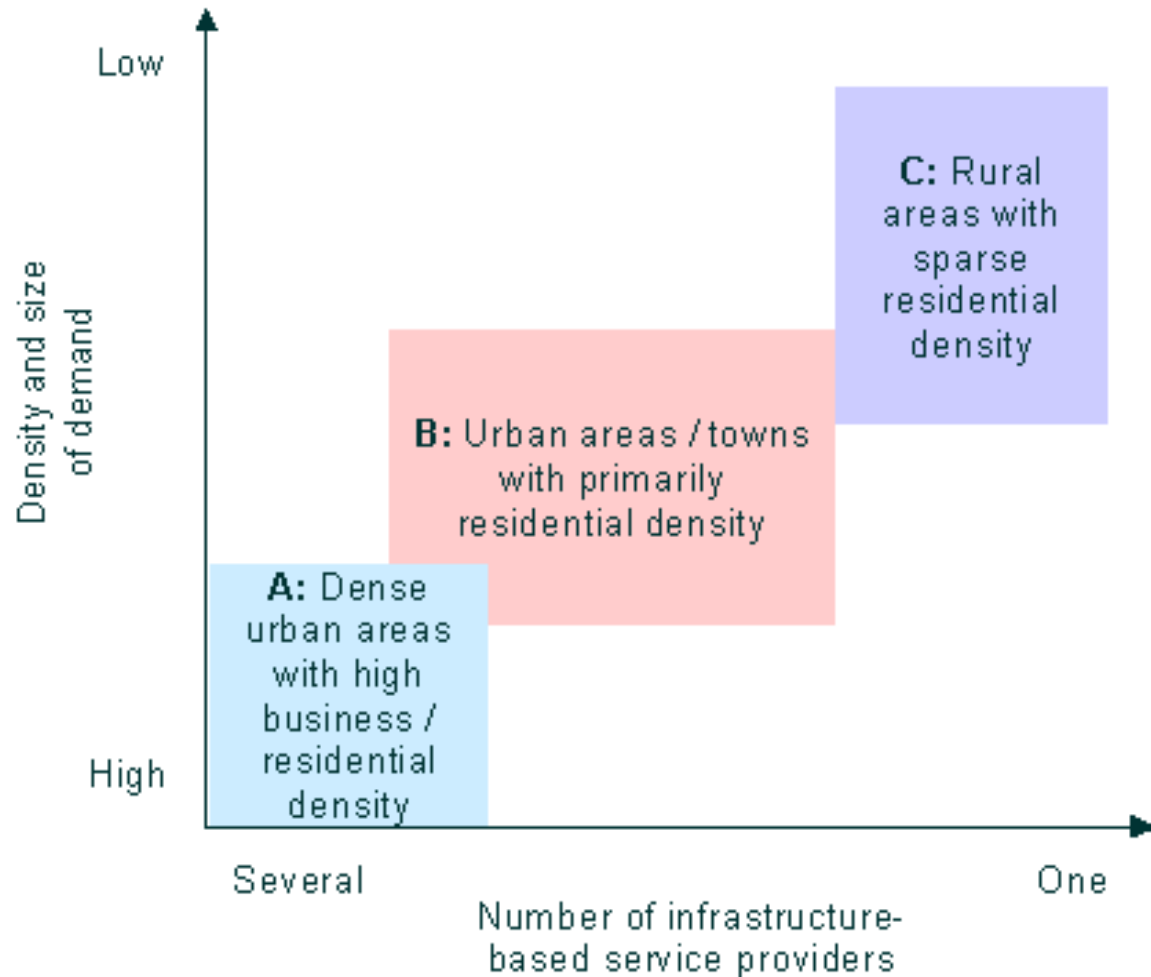 Low
C: Rural
areas with
sparse
residential
density
Density and size
of demand
B: Urban areas / towns
with primarily
residential density
A: Dense
urban areas
with high
business /
residential
density
High
Several
One
Number of infrastructure-
based service providers